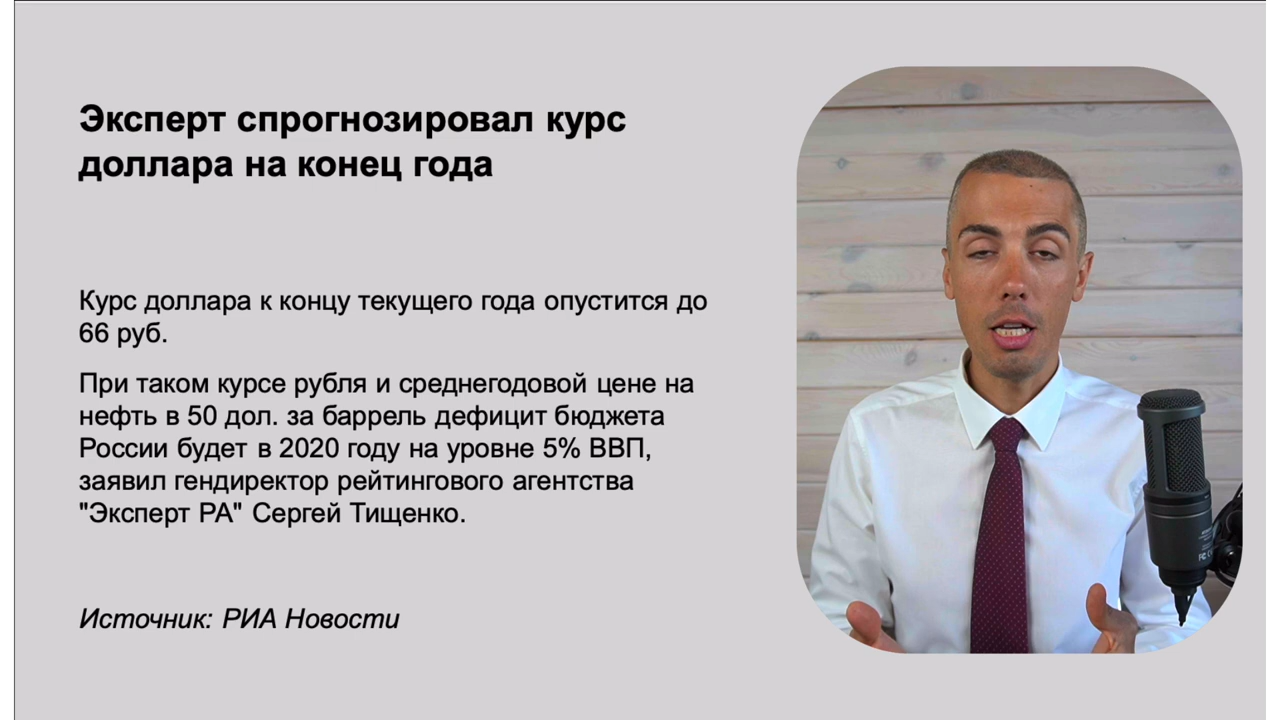 Эксперт спрогнозировал курс
доллара на конец года
Курс доллара к концу текущего года опустится до
66 руб.
При таком курсе рубля и среднегодовой цене на
нефть в 50 дол. за баррель дефицит бюджета
России будет в 2020 году на уровне 5% ВВП,
заявил гендиректор рейтингового агентства
"Эксперт РА" Сергей Тищенко.
Источник: РИА Новости